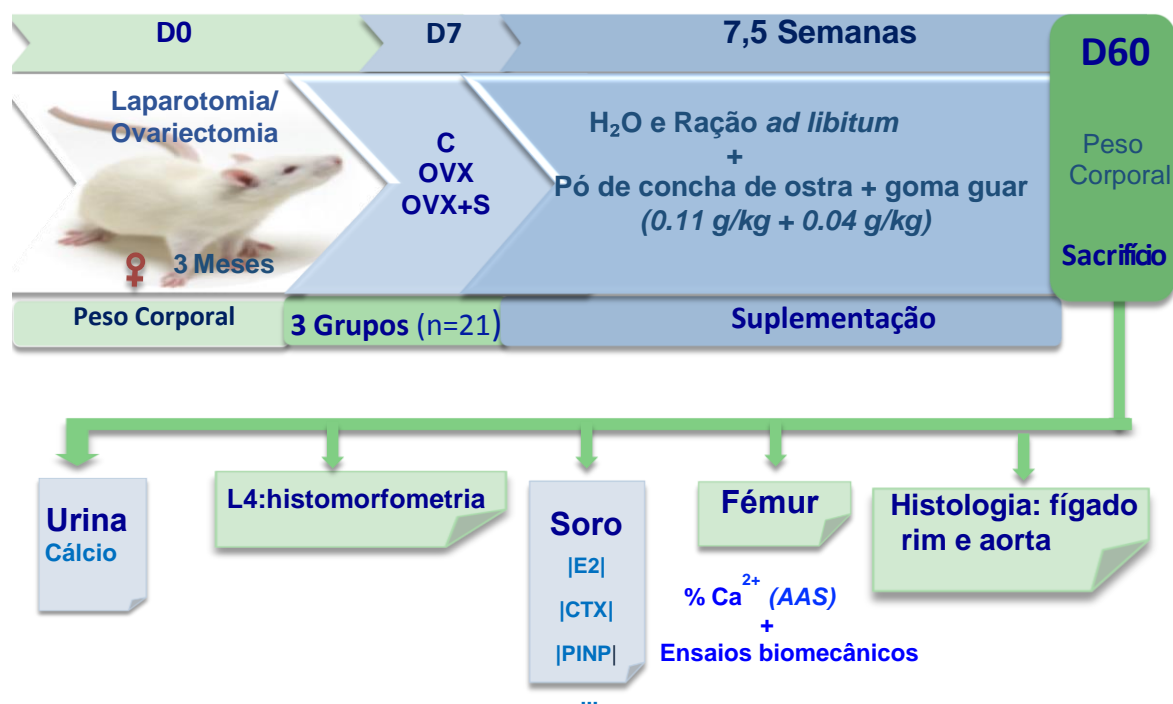 D0
D7
7,5 Semanas
D60
Laparotomia/
Ovariectomia
♀ 3 Meses
C
OVX
OVX+S
H₂O e Ração ad libitum
+
Pó de concha de ostra + goma guar
(0.11 g/kg + 0.04 g/kg)
Peso
Corporal
Sacrifício
Peso Corporal
3 Grupos (n=21)
Suplementação
Urina
Cálcio
L4:histomorfometria
Soro
|E2|
|CTX|
|PINP|
...
Fémur
% Ca²⁺ (AAS)
+
Ensaios biomecânicos
Histologia: fígado
rim e aorta